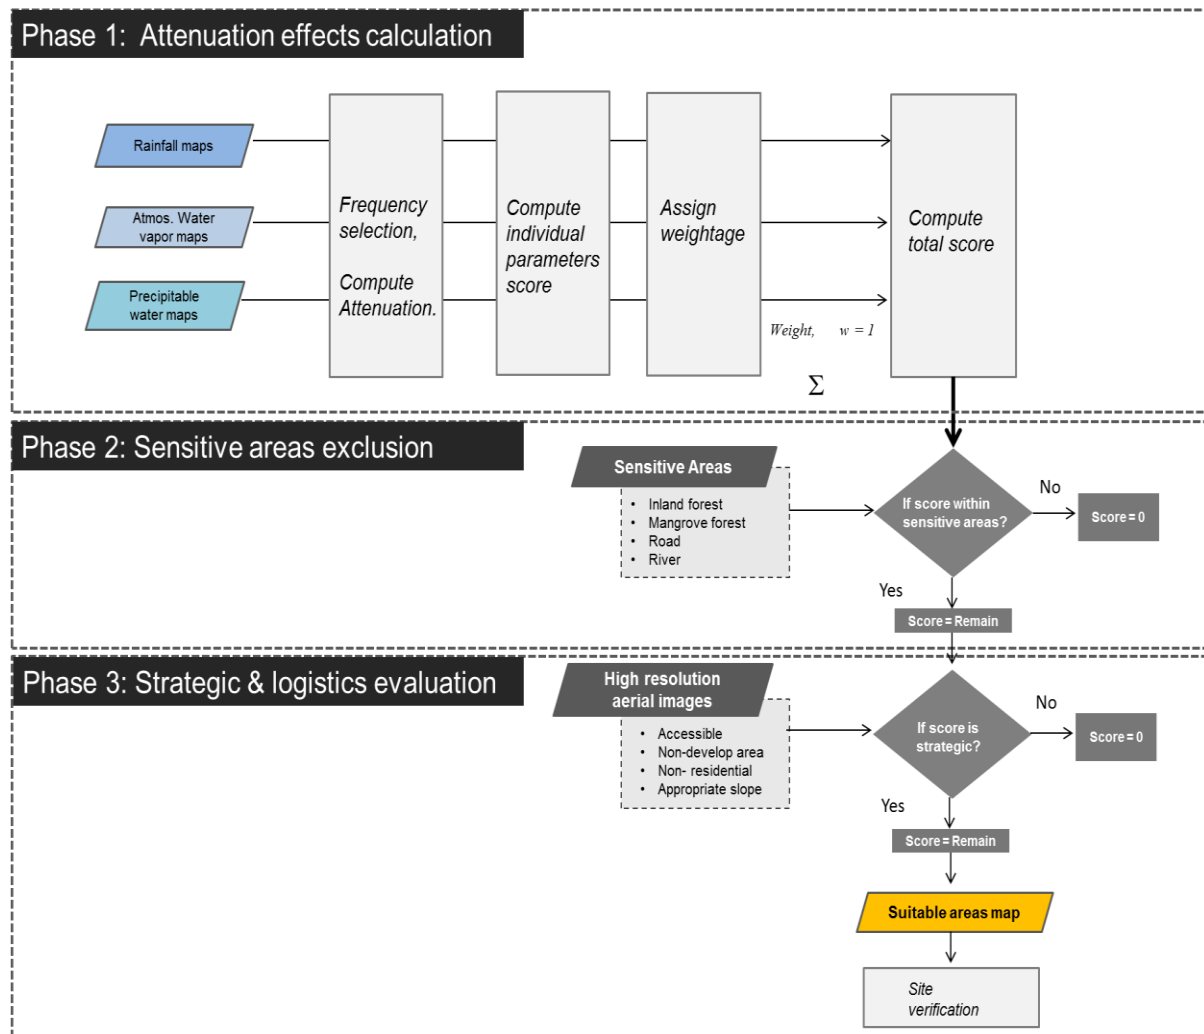 Phase 1:  Attenuation effects calculation
Rainfall maps
Atmos. Water
vapor maps
Precipitable
water maps
Frequency
selection,
Compute
Attenuation.
Compute
individual
parameters
score
Assign
weightage
Weight,  w = 1
Σ
Compute
total score
Phase 2: Sensitive areas exclusion
Sensitive Areas
• Inland forest
• Mangrove forest
• Road
• River
If score within
sensitive areas?
No
Score = 0
Yes
Score = Remain
Phase 3: Strategic & logistics evaluation
High resolution
aerial images
• Accessible
• Non-develop area
• Non- residential
• Appropriate slope
If score is
strategic?
No
Score = 0
Yes
Score = Remain
Suitable areas map
Site
verification